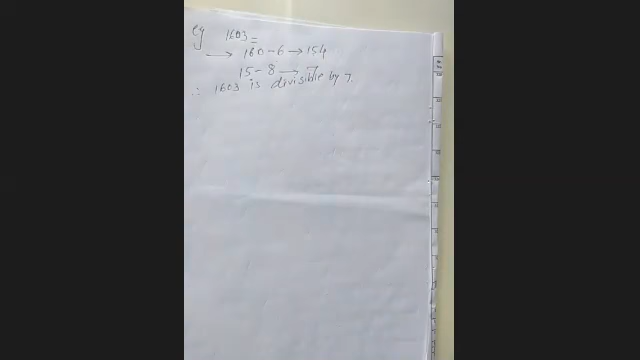 eg 1603 =
→ 160 - 6 → 154
15 - 8 → 7
∴ 1603 is divisible by 7.